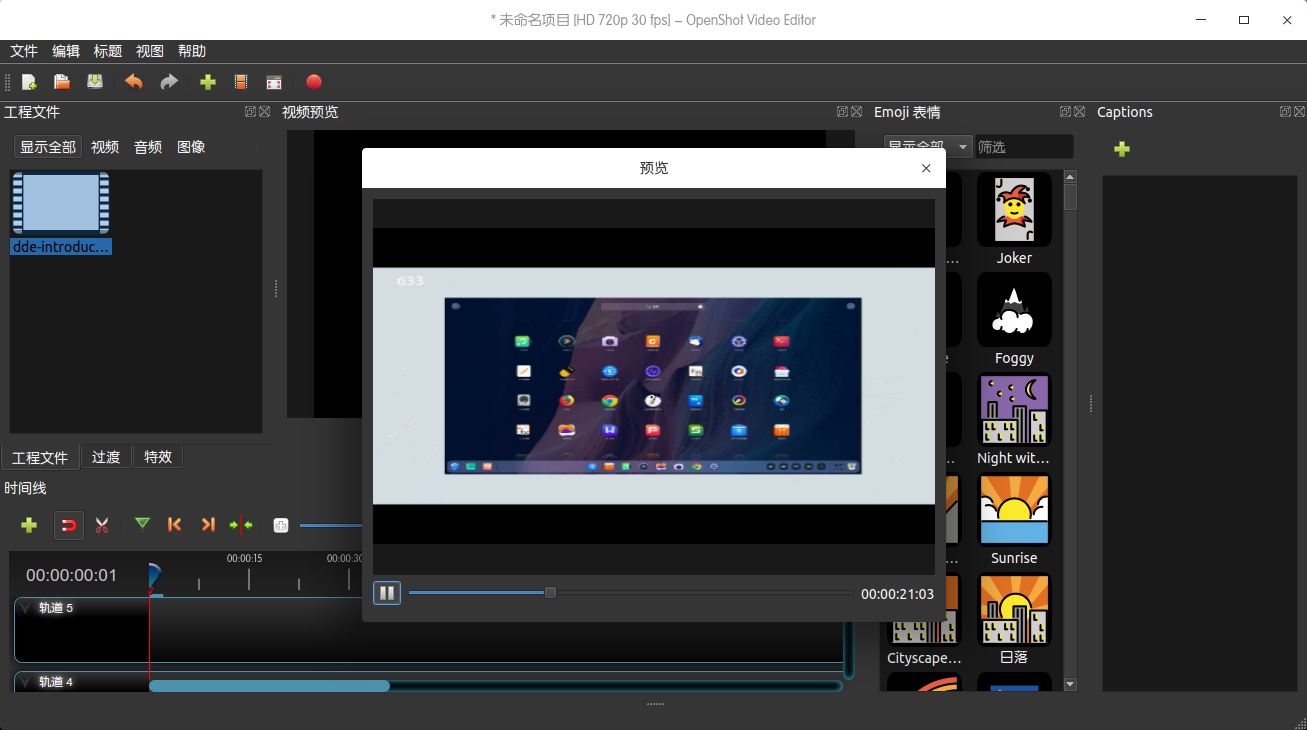 * 未命名项目 [HD 720p 30 fps] – OpenShot Video Editor
文件 编辑 标题 视图 帮助
工程文件
视频预览
Emoji 表情
Captions
显示全部 视频 音频 图像
显示全部
筛选
预览
dde-introduc...
633
Joker
Foggy
Night wit...
Sunrise
Cityscape...
日落
工程文件 过渡 特效
时间线
00:00:00:01
00:00:15
00:00:30
00:00:21:03
轨道 5
轨道 4